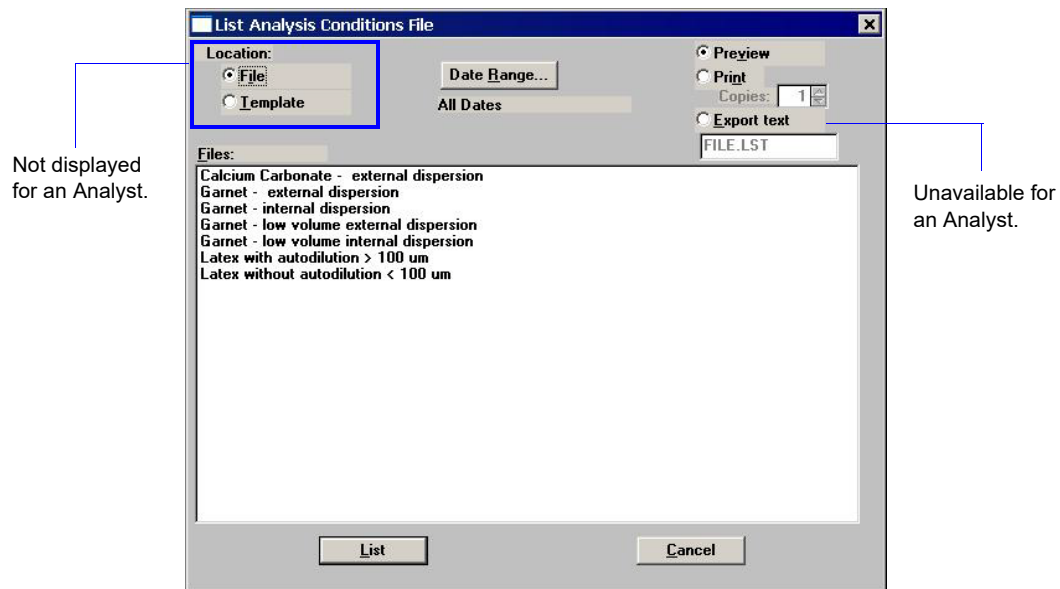 List Analysis Conditions File
Location:
File
Template
Date Range...
All Dates
Preview
Print
Copies: 1
Export text
FILE.LST
Not displayed
for an Analyst.
Unavailable for
an Analyst.
Files:
Calcium Carbonate - external dispersion
Garnet - external dispersion
Garnet - internal dispersion
Garnet - low volume external dispersion
Garnet - low volume internal dispersion
Latex with autodilution > 100 um
Latex without autodilution < 100 um
List
Cancel